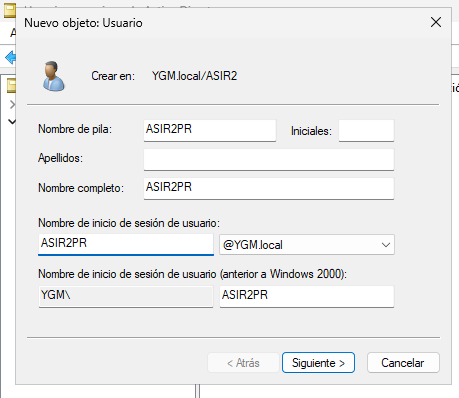 Nuevo objeto: Usuario
Crear en: YGM.local/ASIR2
Nombre de pila: ASIR2PR Iniciales:
Apellidos:
Nombre completo: ASIR2PR
Nombre de inicio de sesión de usuario:
ASIR2PR @YGM.local
Nombre de inicio de sesión de usuario (anterior a Windows 2000):
YGM\ ASIR2PR
< Atrás Siguiente > Cancelar